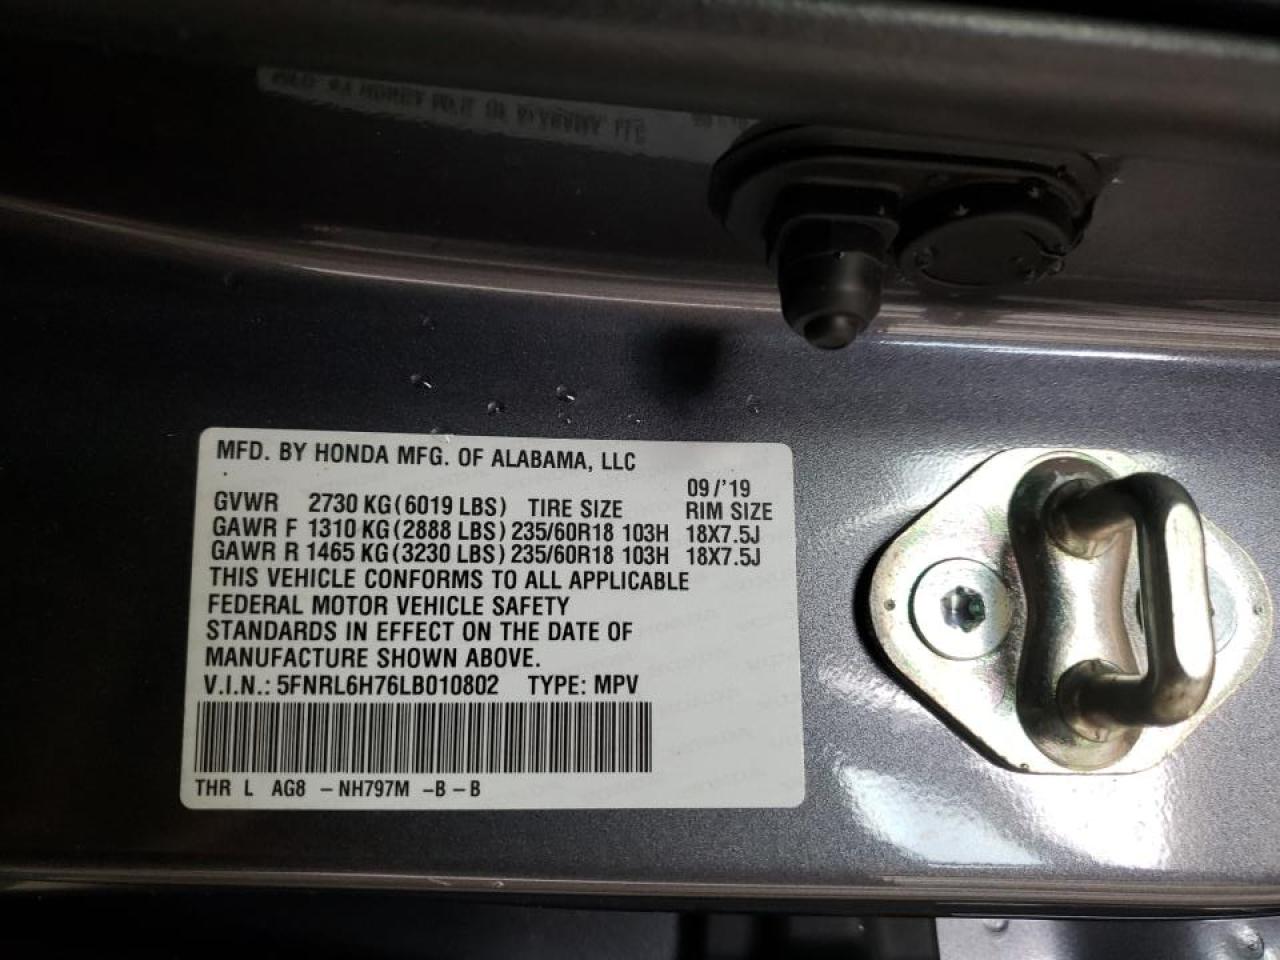 MFD. BY HONDA MFG. OF ALABAMA, LLC
09/'19
GVWR 2730 KG(6019 LBS) TIRE SIZE RIM SIZE
GAWR F 1310 KG(2888 LBS) 235/60R18 103H 18X7.5J
GAWR R 1465 KG(3230 LBS) 235/60R18 103H 18X7.5J
THIS VEHICLE CONFORMS TO ALL APPLICABLE
FEDERAL MOTOR VEHICLE SAFETY
STANDARDS IN EFFECT ON THE DATE OF
MANUFACTURE SHOWN ABOVE.
V.I.N.: 5FNRL6H76LB010802 TYPE: MPV
THR L AG8 -NH797M -B-B